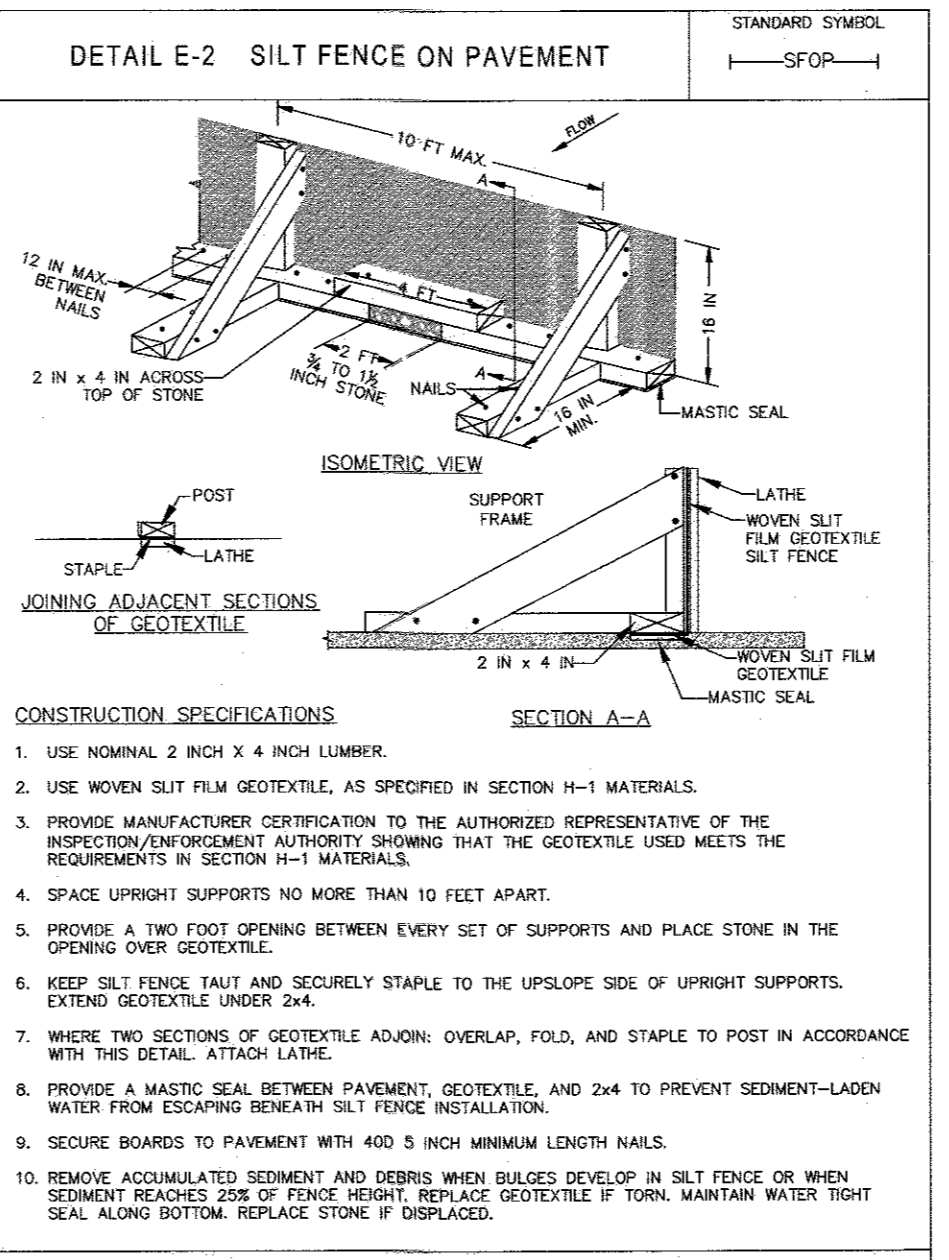 DETAIL E-2 SILT FENCE ON PAVEMENT
STANDARD SYMBOL
SFOP
10 FT MAX.
FLOW
A
12 IN MAX.
BETWEEN
NAILS
4 FT
16 IN
2 FT
¾ TO 1½
INCH STONE
2 IN x 4 IN ACROSS
TOP OF STONE
NAILS
A
16 IN
MIN.
MASTIC SEAL
ISOMETRIC VIEW
POST
STAPLE
LATHE
JOINING ADJACENT SECTIONS
OF GEOTEXTILE
SUPPORT
FRAME
LATHE
WOVEN SLIT
FILM GEOTEXTILE
SILT FENCE
2 IN x 4 IN
WOVEN SLIT FILM
GEOTEXTILE
MASTIC SEAL
SECTION A-A
CONSTRUCTION SPECIFICATIONS
1. USE NOMINAL 2 INCH X 4 INCH LUMBER.
2. USE WOVEN SLIT FILM GEOTEXTILE, AS SPECIFIED IN SECTION H-1 MATERIALS.
3. PROVIDE MANUFACTURER CERTIFICATION TO THE AUTHORIZED REPRESENTATIVE OF THE
INSPECTION/ENFORCEMENT AUTHORITY SHOWING THAT THE GEOTEXTILE USED MEETS THE
REQUIREMENTS IN SECTION H-1 MATERIALS.
4. SPACE UPRIGHT SUPPORTS NO MORE THAN 10 FEET APART.
5. PROVIDE A TWO FOOT OPENING BETWEEN EVERY SET OF SUPPORTS AND PLACE STONE IN THE
OPENING OVER GEOTEXTILE.
6. KEEP SILT FENCE TAUT AND SECURELY STAPLE TO THE UPSLOPE SIDE OF UPRIGHT SUPPORTS.
EXTEND GEOTEXTILE UNDER 2x4.
7. WHERE TWO SECTIONS OF GEOTEXTILE ADJOIN: OVERLAP, FOLD, AND STAPLE TO POST IN ACCORDANCE
WITH THIS DETAIL. ATTACH LATHE.
8. PROVIDE A MASTIC SEAL BETWEEN PAVEMENT, GEOTEXTILE, AND 2x4 TO PREVENT SEDIMENT-LADEN
WATER FROM ESCAPING BENEATH SILT FENCE INSTALLATION.
9. SECURE BOARDS TO PAVEMENT WITH 40D 5 INCH MINIMUM LENGTH NAILS.
10. REMOVE ACCUMULATED SEDIMENT AND DEBRIS WHEN BULGES DEVELOP IN SILT FENCE OR WHEN
SEDIMENT REACHES 25% OF FENCE HEIGHT. REPLACE GEOTEXTILE IF TORN. MAINTAIN WATER TIGHT
SEAL ALONG BOTTOM. REPLACE STONE IF DISPLACED.